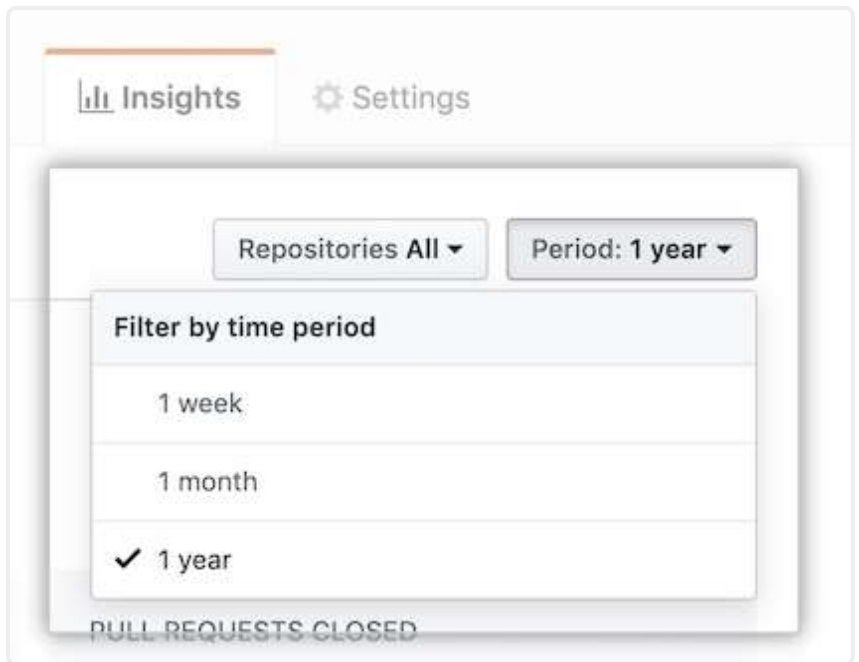 Insights Settings
Repositories All Period: 1 year
Filter by time period
1 week
1 month
1 year
PULL REQUESTS CLOSED